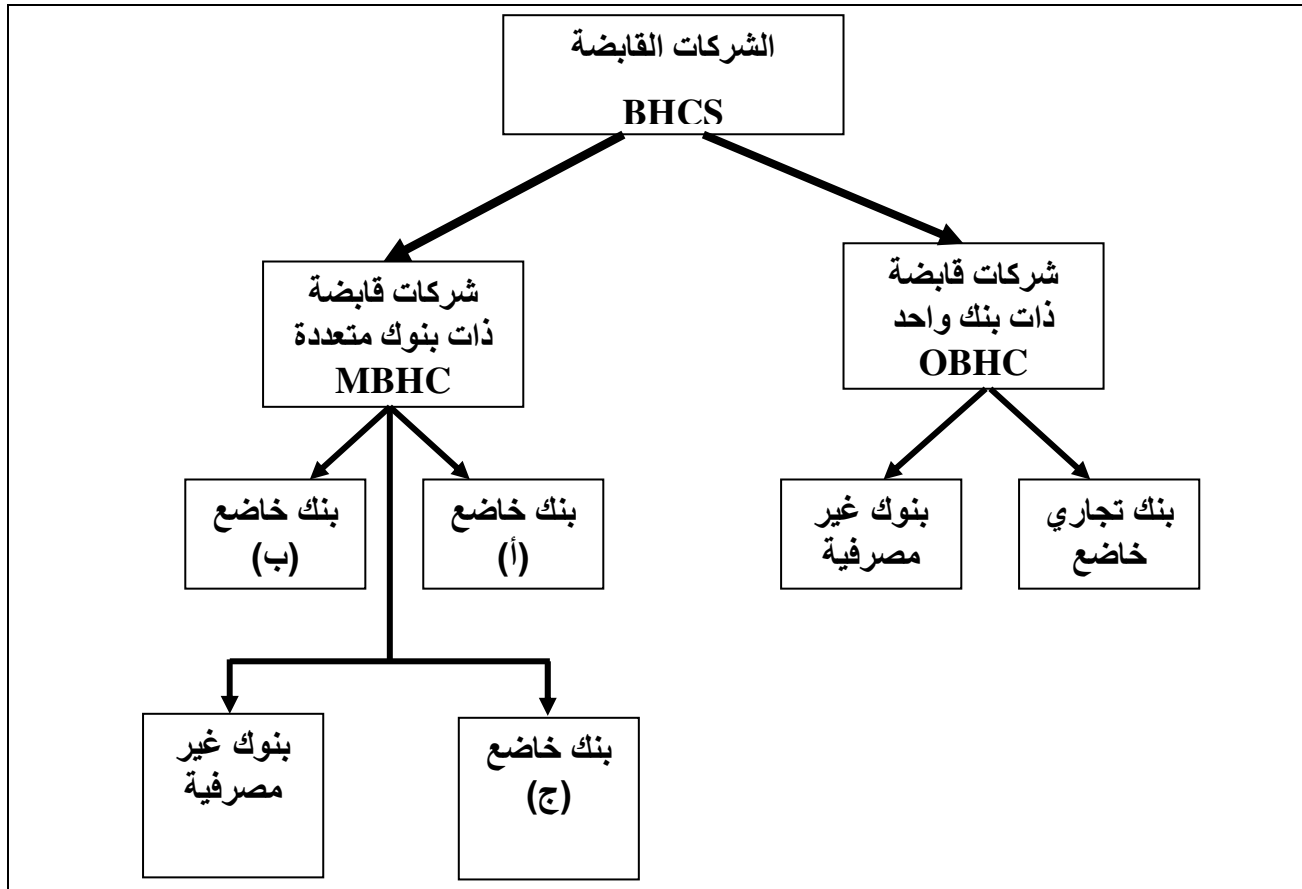 الشركات القابضة
BHCS
شركات قابضة
ذات بنك واحد
OBHC
شركات قابضة
ذات بنوك متعددة
MBHC
بنك تجاري
خاضع
بنوك غير
مصرفية
بنك خاضع
(أ)
بنك خاضع
(ب)
بنك خاضع
(ج)
بنوك غير
مصرفية